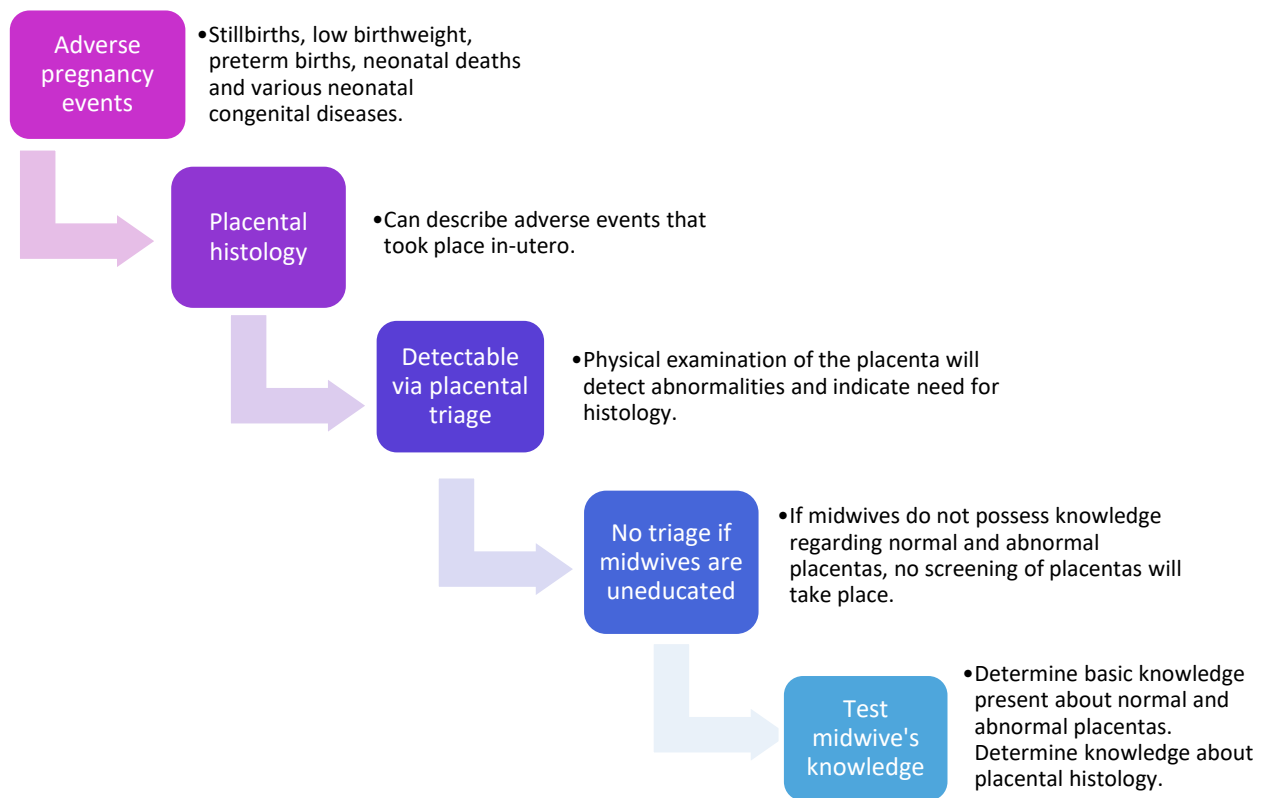 Adverse
pregnancy
events
•Stillbirths, low birthweight,
preterm births, neonatal deaths
and various neonatal
congenital diseases.
Placental
histology
•Can describe adverse events that
took place in-utero.
Detectable
via placental
triage
•Physical examination of the placenta will
detect abnormalities and indicate need for
histology.
No triage if
midwives are
uneducated
•If midwives do not possess knowledge
regarding normal and abnormal
placentas, no screening of placentas will
take place.
Test
midwive's
knowledge
•Determine basic knowledge
present about normal and
abnormal placentas.
Determine knowledge about
placental histology.